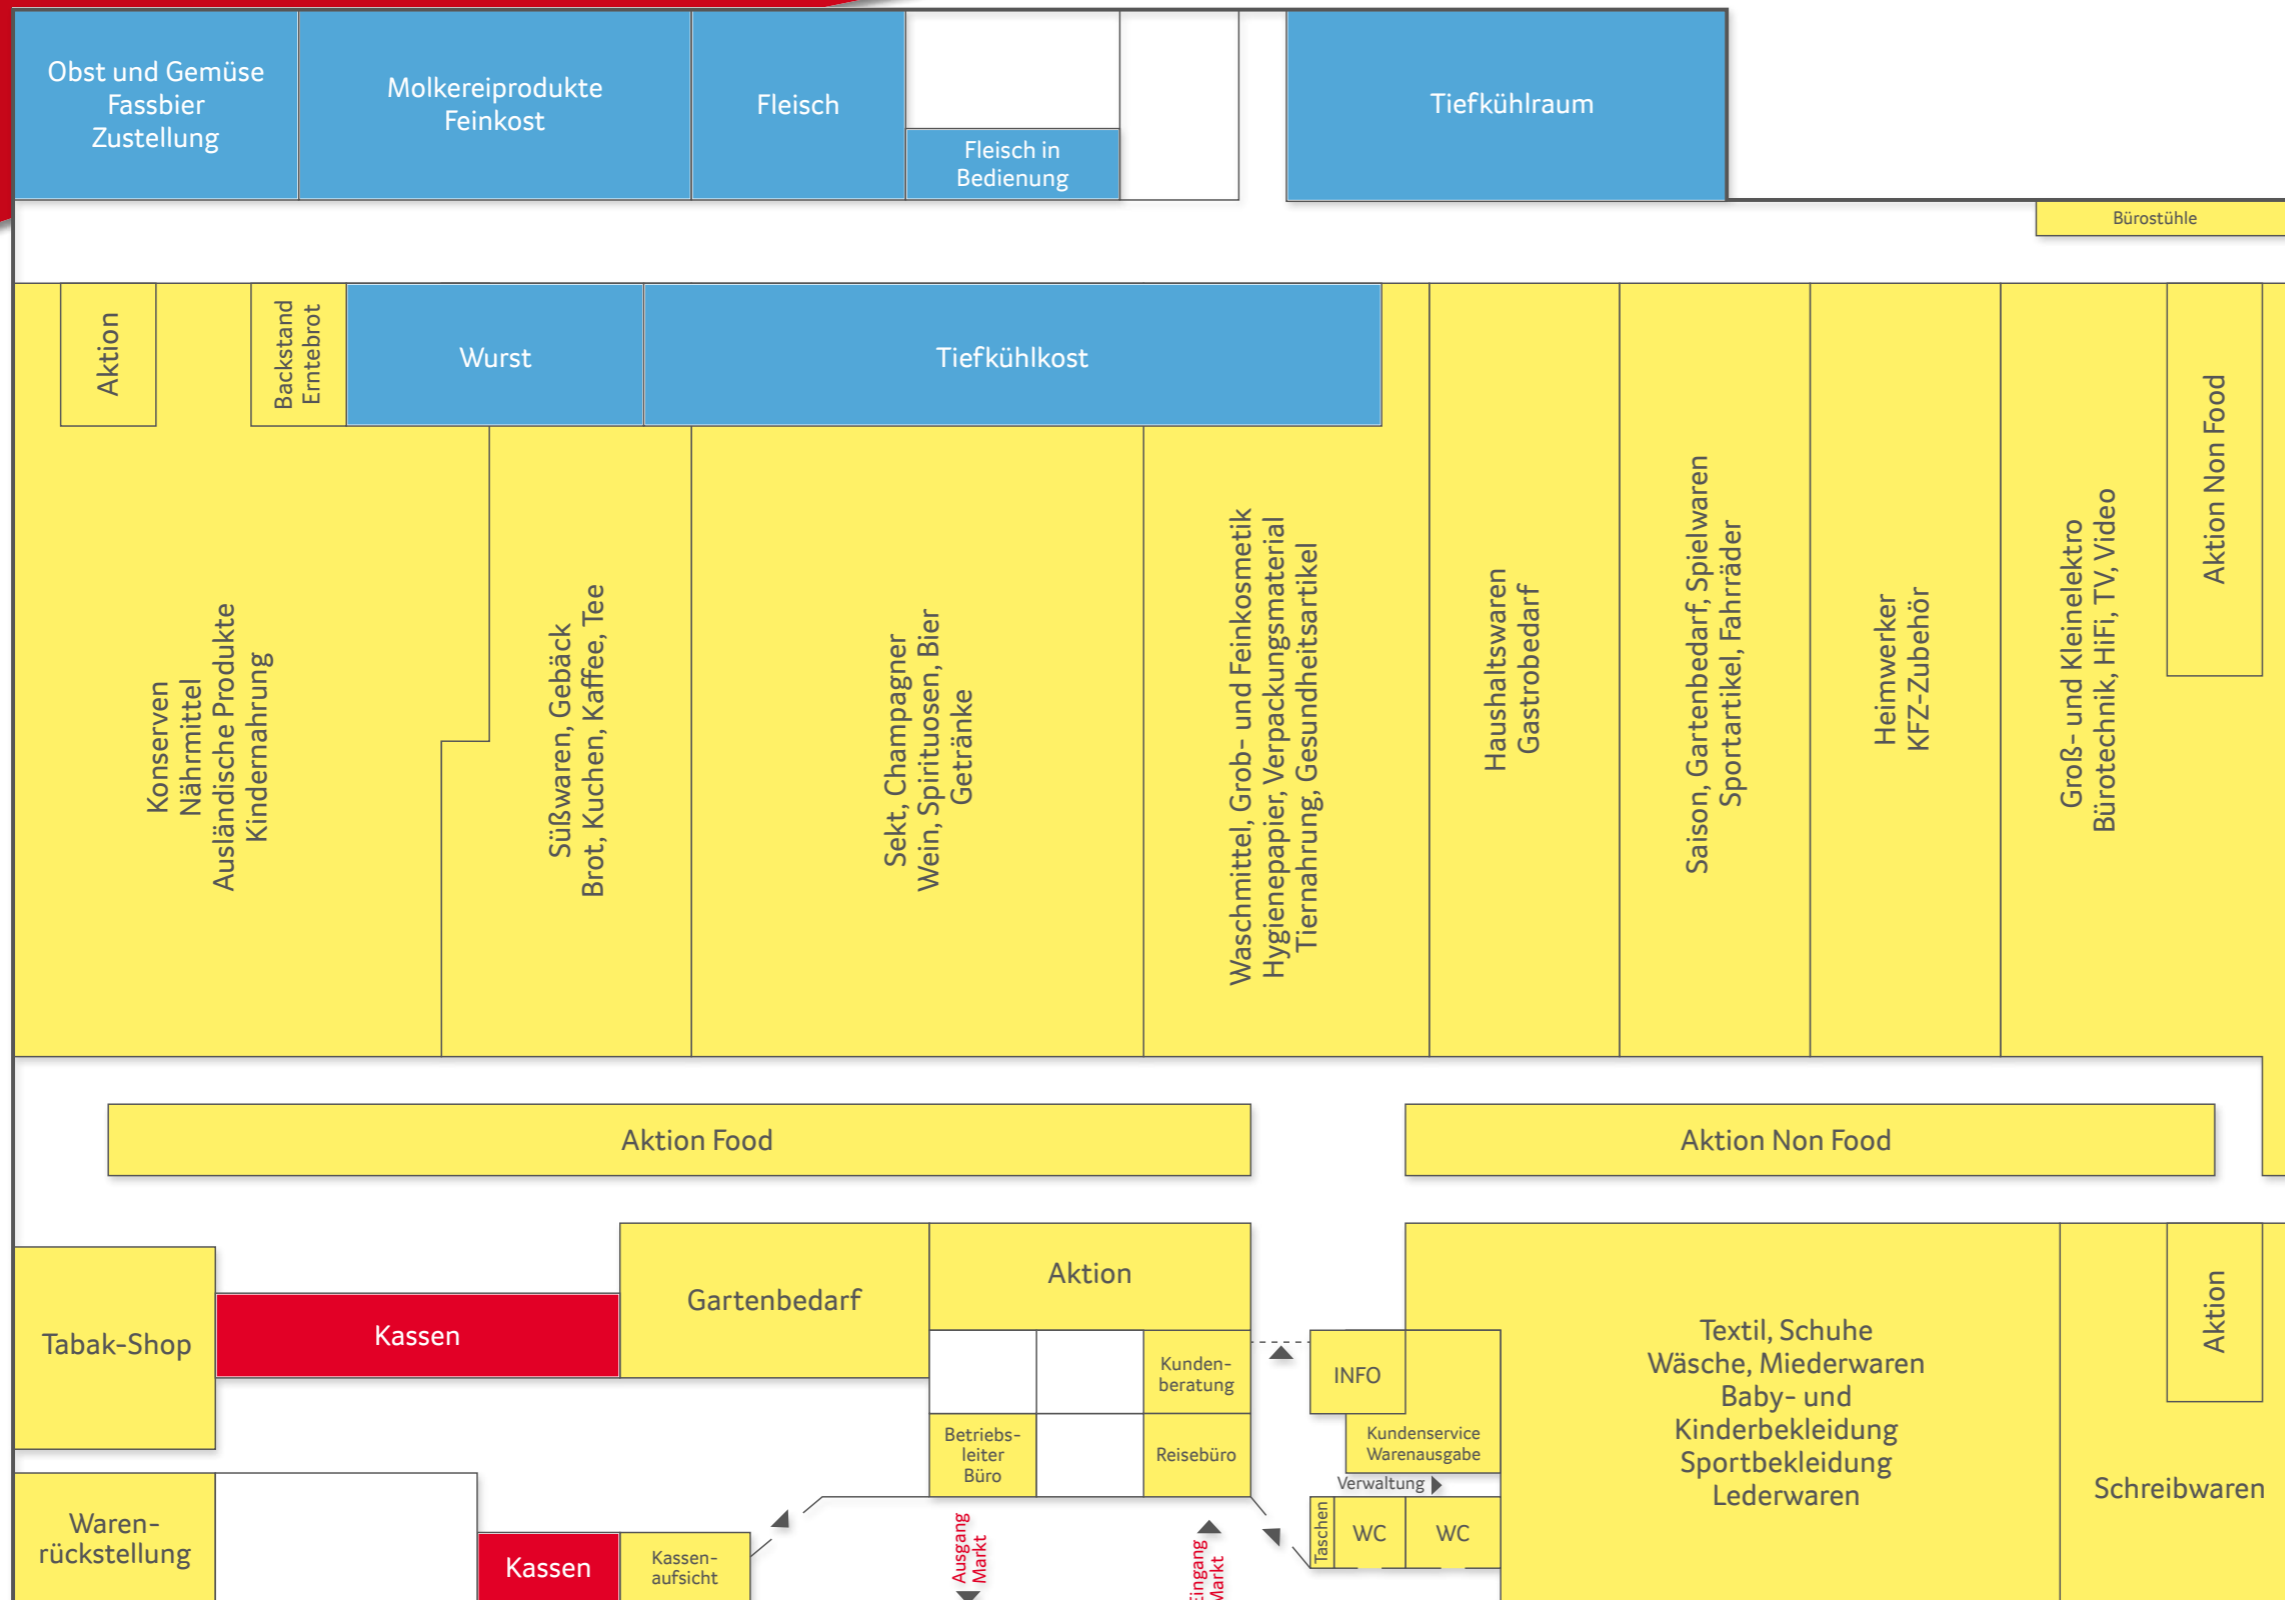 Obst und Gemüse
Fassbier
Zustellung
Molkereiprodukte
Feinkost
Fleisch
Fleisch in
Bedienung
Tiefkühlraum
Bürostühle
Aktion
Backstand
Erntebrot
Wurst
Tiefkühlkost
Konserven
Nährmittel
Ausländische Produkte
Kindernahrung
Süßwaren, Gebäck
Brot, Kuchen, Kaffee, Tee
Sekt, Champagner
Wein, Spirituosen, Bier
Getränke
Waschmittel, Grob- und Feinkosmetik
Hygienepapier, Verpackungsmaterial
Tiernahrung, Gesundheitsartikel
Haushaltswaren
Gastrobedarf
Saison, Gartenbedarf, Spielwaren
Sportartikel, Fahrräder
Heimwerker
KFZ-Zubehör
Groß- und Kleinelektro
Bürotechnik, HiFi, TV, Video
Aktion Non Food
Aktion Food
Aktion Non Food
Tabak-Shop
Kassen
Gartenbedarf
Aktion
Kunden-
beratung
Betriebs-
leiter
Büro
Reisebüro
INFO
Kundenservice
Warenausgabe
Verwaltung
Taschen
WC
WC
Textil, Schuhe
Wäsche, Miederwaren
Baby- und
Kinderbekleidung
Sportbekleidung
Lederwaren
Aktion
Schreibwaren
Waren-
rückstellung
Kassen
Kassen-
aufsicht
Ausgang
Markt
Eingang
Markt